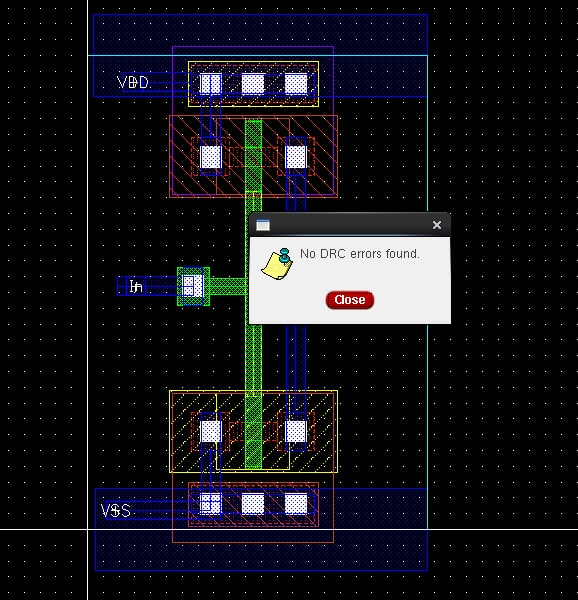 VDD
No DRC errors found.
Close
In
VSS